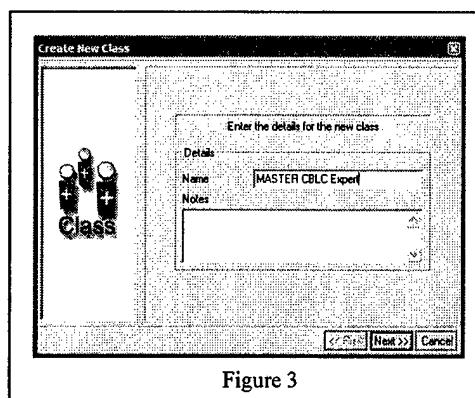 Create New Class
Enter the details for the new class
Details
Name
MASTER CBLC Expert
Notes
Class
<< Back
Next >>
Cancel
Figure 3